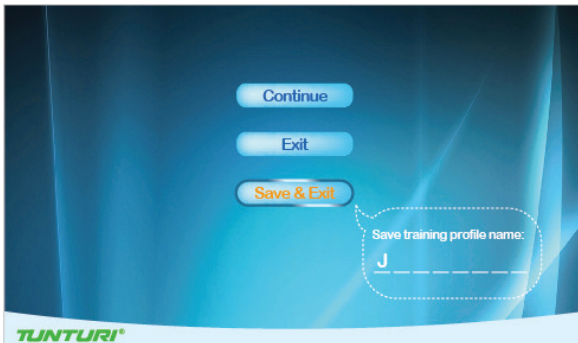 Continue
Exit
Save & Exit
Save training profile name:
J _ _ _ _ _ _ _
TUNTURI®